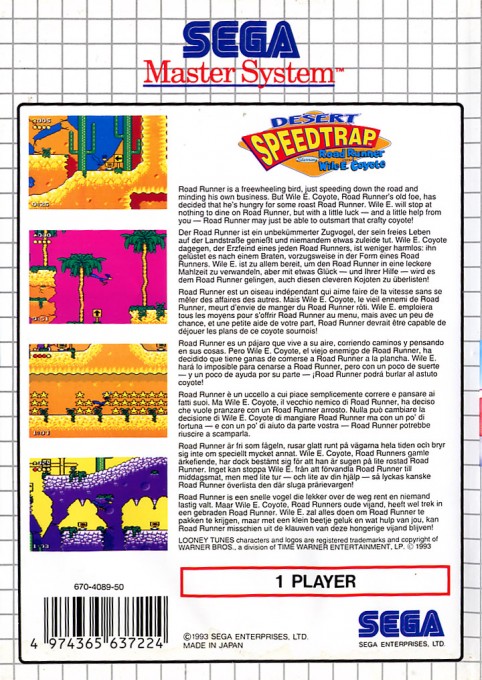 SEGA
Master System™
DESERT
SPEEDTRAP
Starring
Road Runner
Wile E. Coyote
Road Runner is a freewheeling bird, just speeding down the road and
minding his own business. But Wile E. Coyote, Road Runner's old foe, has
decided that he's hungry for some roast Road Runner. Wile E. will stop at
nothing to dine on Road Runner, but with a little luck — and a little help from
you — Road Runner may just be able to outsmart that crafty coyote!
Der Road Runner ist ein unbekümmerter Zugvogel, der sein freies Leben
auf der Landstraße genießt und niemandem etwas zuleide tut. Wile E. Coyote
dagegen, der Erzfeind eines jeden Road Runners, ist weniger harmlos: ihn
gelüstet es nach einem Braten, vorzugsweise in der Form eines Road
Runners. Wile E. ist zu allem bereit, um den Road Runner in eine leckere
Mahlzeit zu verwandeln, aber mit etwas Glück — und Ihrer Hilfe — wird es
dem Road Runner gelingen, auch diesen cleveren Kojoten zu überlisten!
Road Runner est un oiseau indépendant qui aime faire de la vitesse sans se
mêler des affaires des autres. Mais Wile E. Coyote, le vieil ennemi de Road
Runner, meurt d'envie de manger du Road Runner rôti. Wile E. emploiera
tous les moyens pour s'offrir Road Runner au menu, mais avec un peu de
chance, et une petite aide de votre part, Road Runner devrait être capable de
déjouer les plans de ce coyote sournois!
Road Runner es un pájaro que vive a su aire, corriendo caminos y pensando
en sus cosas. Pero Wile E. Coyote, el viejo enemigo de Road Runner, ha
decidido que tiene ganas de comerse a Road Runner a la plancha. Wile E.
hará lo imposible para cenarse a Road Runner, pero con un poco de suerte
— y un poco de ayuda por su parte — ¡Road Runner podrá burlar al astuto
coyote!
Road Runner è un uccello a cui piace semplicemente correre e pansare ai
fatti suoi. Ma Wile E. Coyote, il vecchio nemico di Road Runner, ha deciso
che vuole pranzare con un Road Runner arrosto. Nulla può cambiare la
decisione di Wile E. Coyote di mangiare Road Runner ma con un po' di
fortuna — e con un po' di aiuto da parte vostra — Road Runner potrebbe
riuscire a scamparla.
Road Runner är fri som fågeln, rusar glatt runt på vägarna hela tiden och bryr
sig inte om speciellt mycket annat. Wile E. Coyote, Road Runners gamle
ärkefiende, har dock bestämt sig för att han är sugen på lite rostad Road
Runner. Inget kan stoppa Wile E. från att förvandla Road Runner till
middagsmat, men med lite tur — och lite av din hjälp — så lyckas kanske
Road Runner överlista den där sluga prärievargen!
Road Runner is een snelle vogel die lekker over de weg rent en niemand
lastig valt. Maar Wile E. Coyote, Road Runners oude vijand, heeft wel trek in
een gebraden Road Runner. Wile E. zal alles doen om Road Runner te
pakken te krijgen, maar met een klein beetje geluk en wat hulp van jou, kan
Road Runner misschien uit de klauwen van deze hongerige vijand blijven!
LOONEY TUNES characters and logos are registered trademarks and copyright of
WARNER BROS., a division of TIME WARNER ENTERTAINMENT, LP. © 1993
1 PLAYER
670-4089-50
4 974365 637224
©1993 SEGA ENTERPRISES, LTD.
MADE IN JAPAN
SEGA
SEGA ENTERPRISES, LTD.